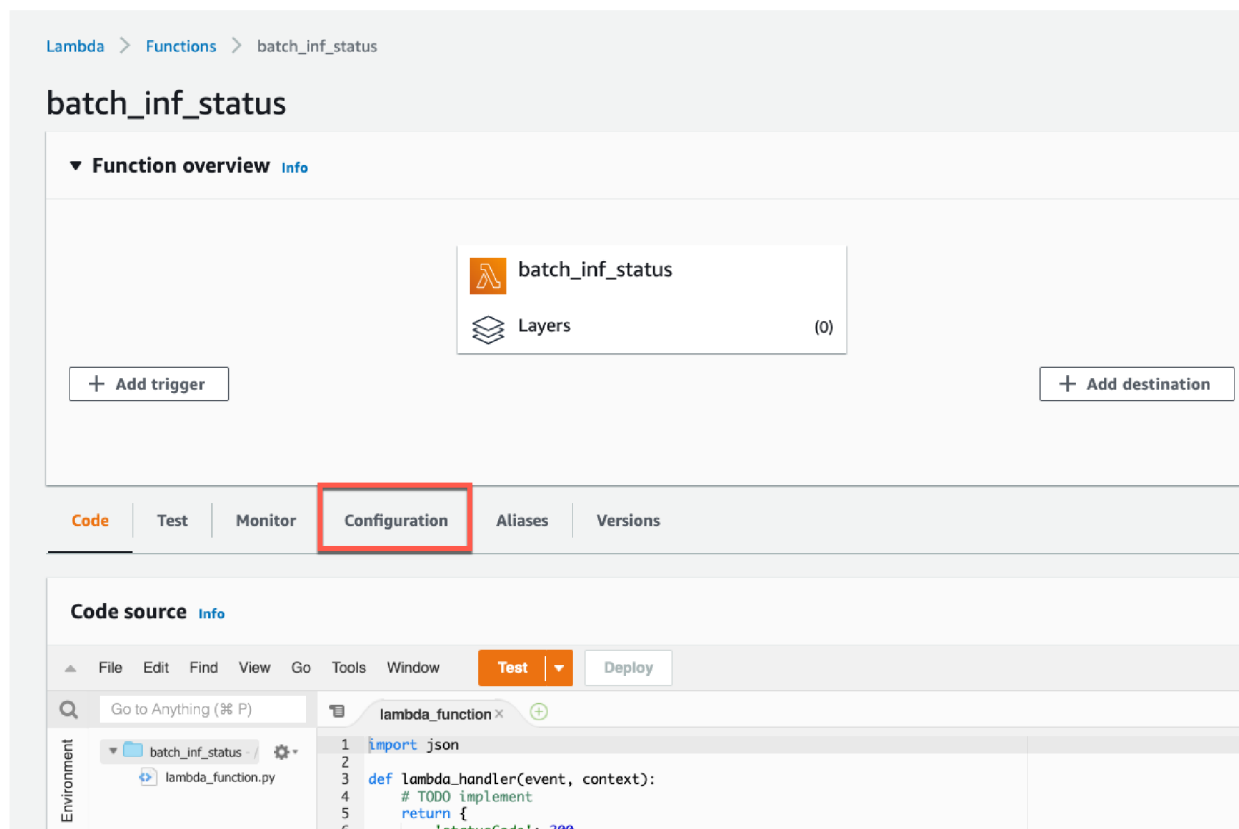 Lambda > Functions > batch_inf_status
batch_inf_status
▼ Function overview Info
batch_inf_status
Layers (0)
+ Add trigger
+ Add destination
Code Test Monitor Configuration Aliases Versions
Code source Info
File Edit Find View Go Tools Window Test Deploy
Go to Anything (⌘ P) lambda_function ×
Environment
batch_inf_status - /
lambda_function.py
1 import json
2
3 def lambda_handler(event, context):
4 # TODO implement
5 return {